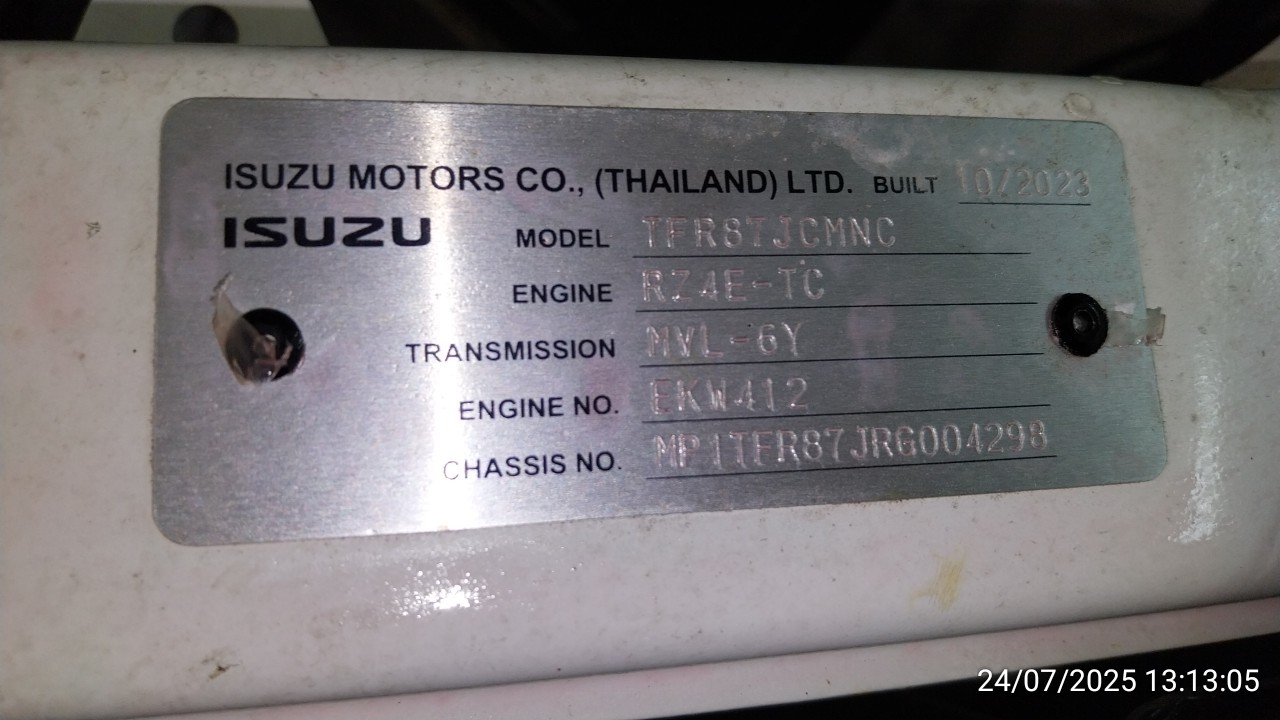 ISUZU MOTORS CO., (THAILAND) LTD. BUILT 10/2023
ISUZU MODEL TFR8TJCMNC
ENGINE RZ4E-TC
TRANSMISSION MVL-6Y
ENGINE NO. EKW412
CHASSIS NO. MP1TFR87JRG004298
24/07/2025 13:13:05